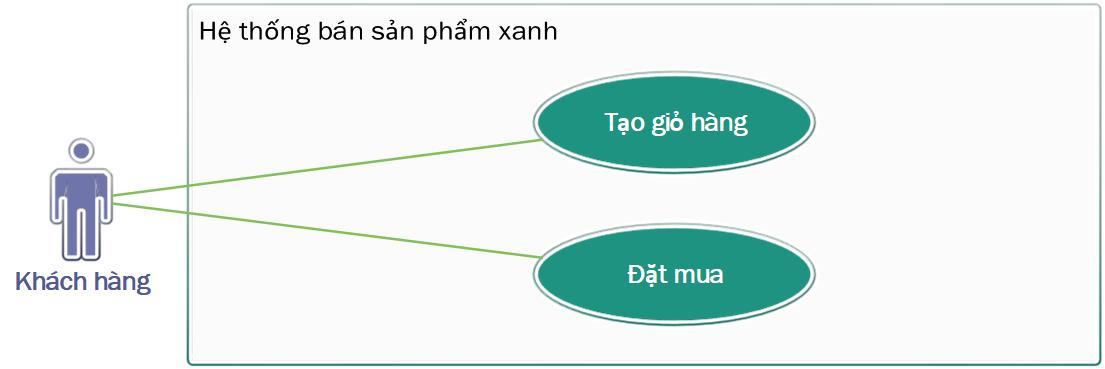 Hệ thống bán sản phẩm xanh
Tạo giỏ hàng
Khách hàng
Đặt mua